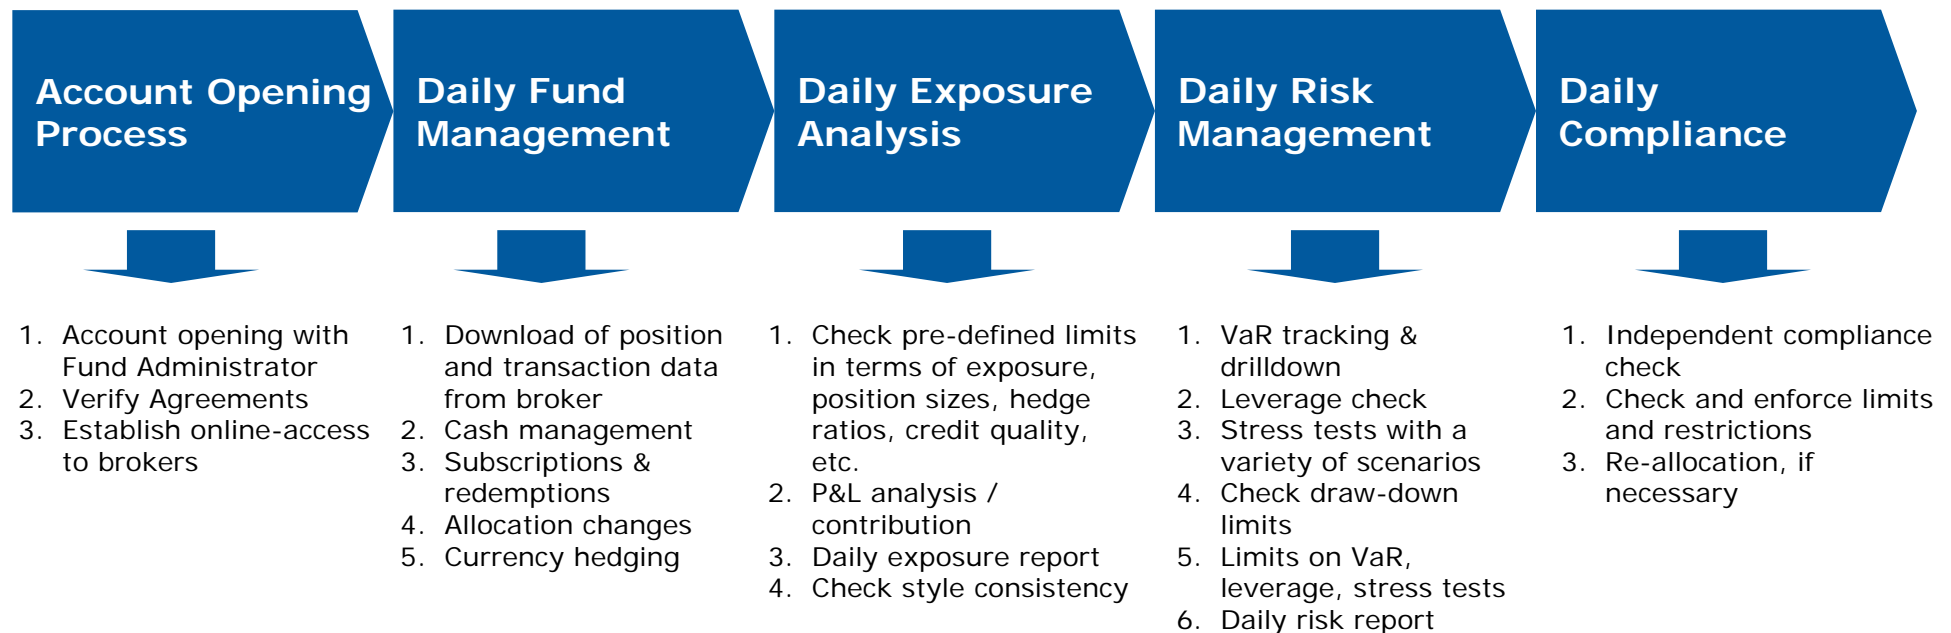 Account Opening
Process
Daily Fund
Management
Daily Exposure
Analysis
Daily Risk
Management
Daily
Compliance
1. Account opening with
Fund Administrator
2. Verify Agreements
3. Establish online-access
to brokers
1. Download of position
and transaction data
from broker
2. Cash management
3. Subscriptions &
redemptions
4. Allocation changes
5. Currency hedging
1. Check pre-defined limits
in terms of exposure,
position sizes, hedge
ratios, credit quality,
etc.
2. P&L analysis /
contribution
3. Daily exposure report
4. Check style consistency
1. VaR tracking &
drilldown
2. Leverage check
3. Stress tests with a
variety of scenarios
4. Check draw-down
limits
5. Limits on VaR,
leverage, stress tests
6. Daily risk report
1. Independent compliance
check
2. Check and enforce limits
and restrictions
3. Re-allocation, if
necessary